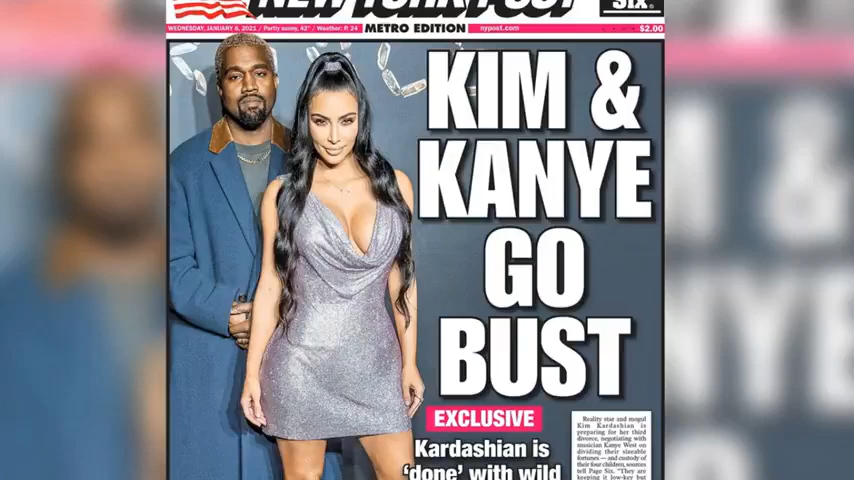 NEW YORK POST
SIX
WEDNESDAY, JANUARY 6, 2021 / Partly sunny, 42° / Weather: P. 24
METRO EDITION
nypost.com
$2.00
KIM &
KANYE
GO
BUST
EXCLUSIVE
Kardashian is
‘done’ with wild
Reality star and mogul
Kim Kardashian is
preparing for her third
divorce, negotiating with
musician Kanye West on
dividing their sizeable
fortunes — and custody of
their four children, sources
tell Page Six. “They are
keeping it low-key but